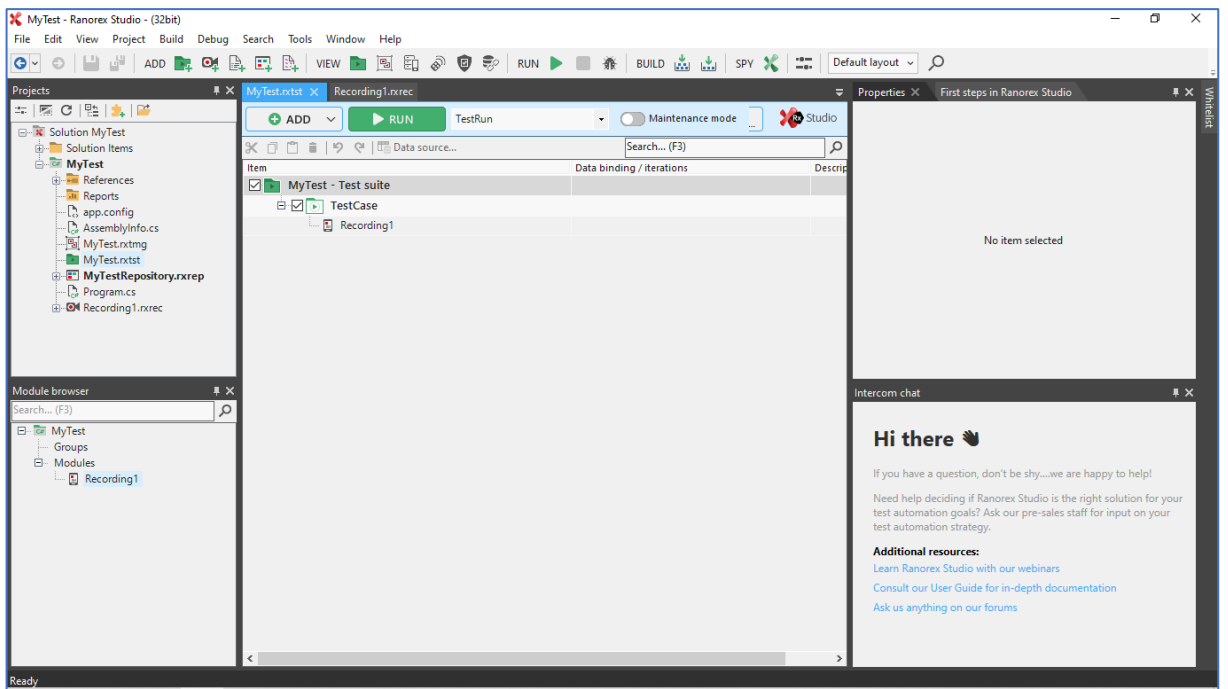 MyTest - Ranorex Studio - (32bit)
File Edit View Project Build Debug Search Tools Window Help
ADD VIEW RUN BUILD SPY Default layout
Projects
Solution MyTest
Solution Items
MyTest
References
Reports
app.config
AssemblyInfo.cs
MyTest.rxtmg
MyTest.rxtst
MyTestRepository.rxrep
Program.cs
Recording1.rxrec
Module browser
Search... (F3)
MyTest
Groups
Modules
Recording1
MyTest.rxtst Recording1.rxrec
ADD RUN TestRun Maintenance mode ... Rx Studio
Data source... Search... (F3)
Item Data binding / iterations Descrip
MyTest - Test suite
TestCase
Recording1
Properties First steps in Ranorex Studio
No item selected
Whitelist
Intercom chat
Hi there
If you have a question, don't be shy....we are happy to help!
Need help deciding if Ranorex Studio is the right solution for your
test automation goals? Ask our pre-sales staff for input on your
test automation strategy.
Additional resources:
Learn Ranorex Studio with our webinars
Consult our User Guide for in-depth documentation
Ask us anything on our forums
Ready